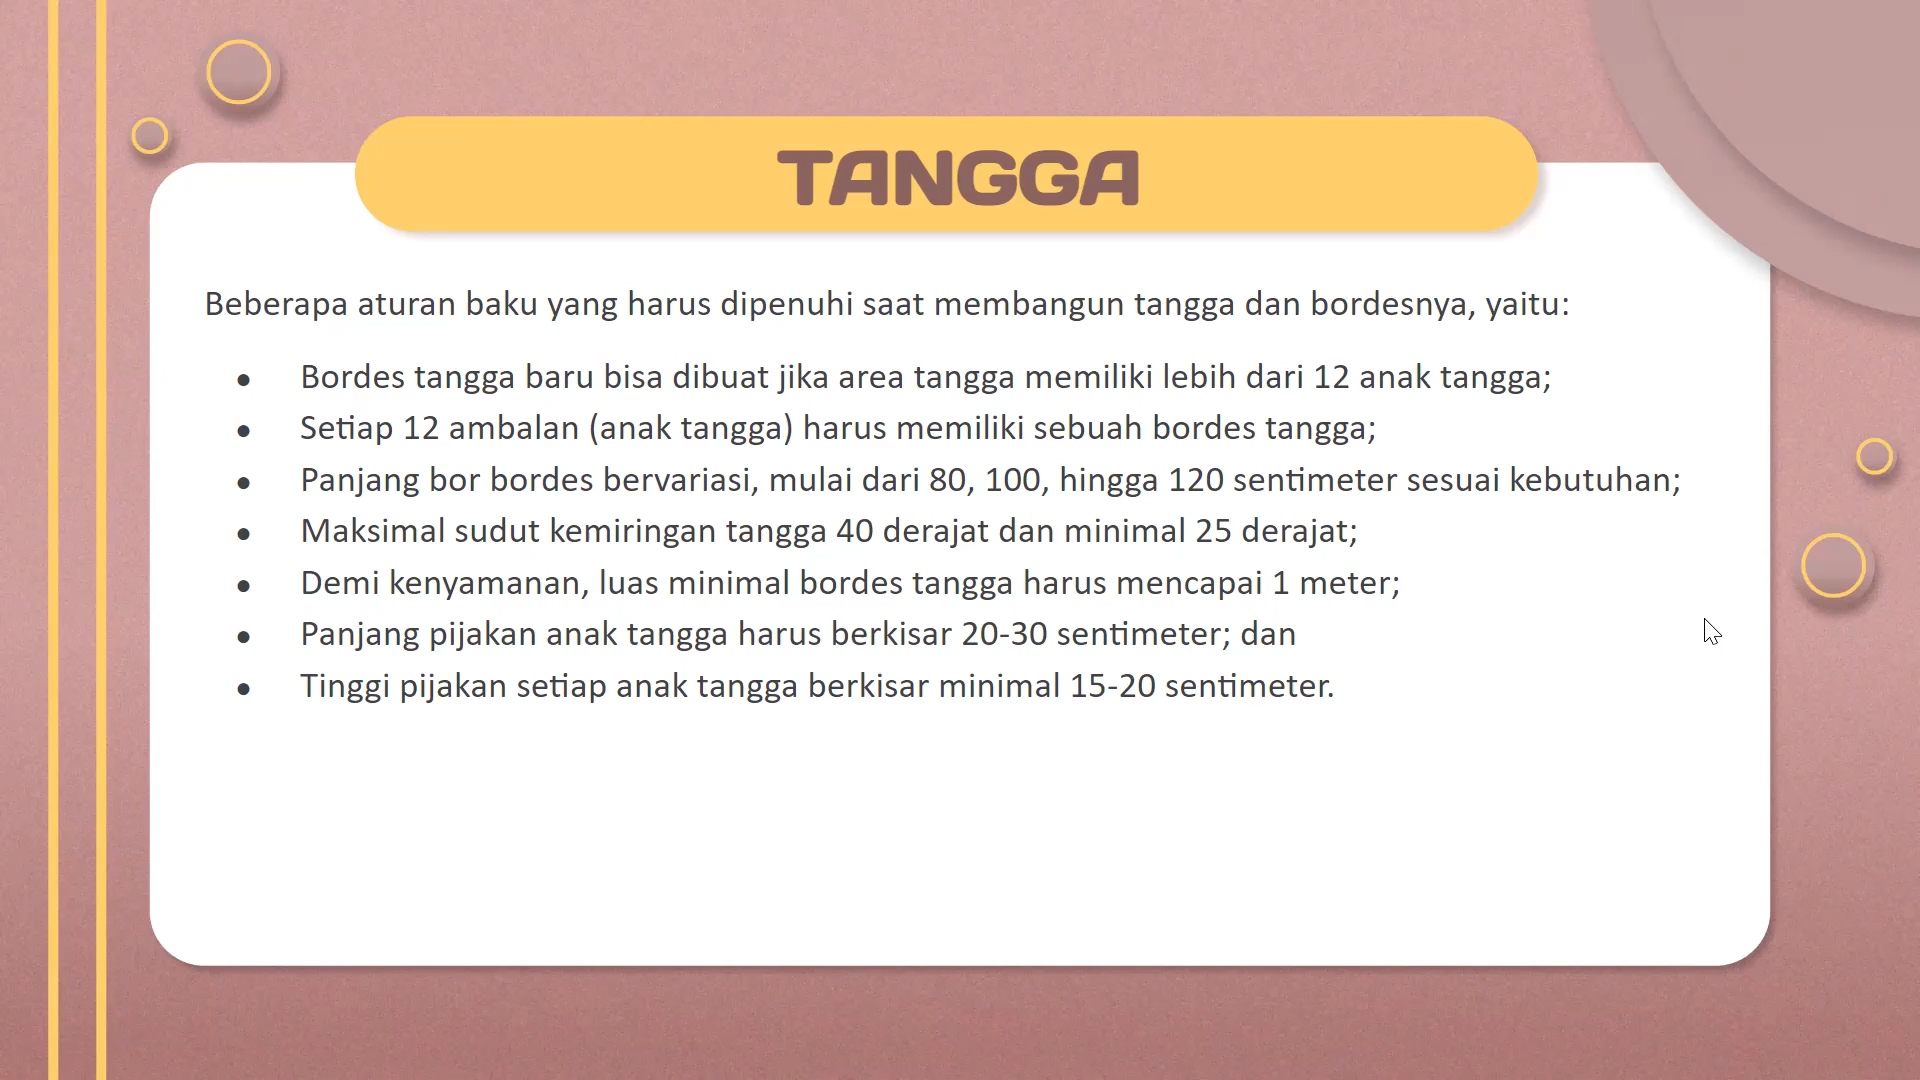 TANGGA
Beberapa aturan baku yang harus dipenuhi saat membangun tangga dan bordesnya, yaitu:
• Bordes tangga baru bisa dibuat jika area tangga memiliki lebih dari 12 anak tangga;
• Setiap 12 ambalan (anak tangga) harus memiliki sebuah bordes tangga;
• Panjang bor bordes bervariasi, mulai dari 80, 100, hingga 120 sentimeter sesuai kebutuhan;
• Maksimal sudut kemiringan tangga 40 derajat dan minimal 25 derajat;
• Demi kenyamanan, luas minimal bordes tangga harus mencapai 1 meter;
• Panjang pijakan anak tangga harus berkisar 20-30 sentimeter; dan
• Tinggi pijakan setiap anak tangga berkisar minimal 15-20 sentimeter.